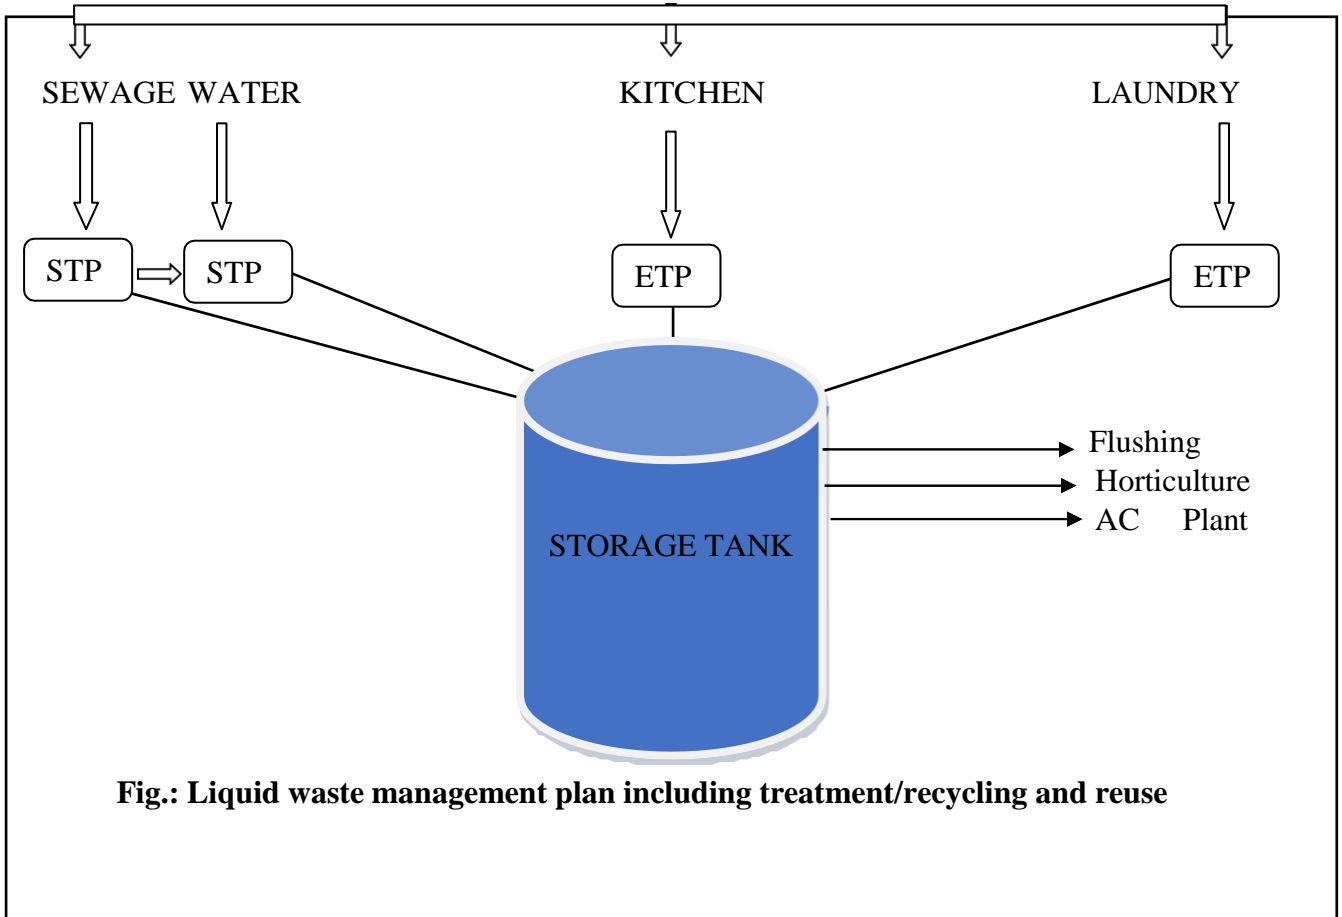 SEWAGE WATER KITCHEN LAUNDRY
STP STP ETP ETP
Flushing
Horticulture
AC Plant
STORAGE TANK
Fig.: Liquid waste management plan including treatment/recycling and reuse